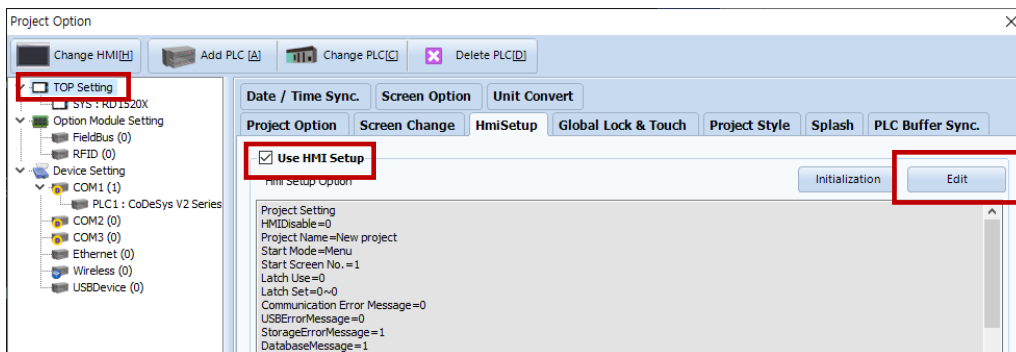 Project Option
Change HMI[H] Add PLC [A] Change PLC[C] Delete PLC[D]
TOP Setting
SYS : RD1520X
Option Module Setting
FieldBus (0)
RFID (0)
Device Setting
COM1 (1)
PLC1 : CoDeSys V2 Series
COM2 (0)
COM3 (0)
Ethernet (0)
Wireless (0)
USBDevice (0)
Date / Time Sync. Screen Option Unit Convert
Project Option Screen Change HmiSetup Global Lock & Touch Project Style Splash PLC Buffer Sync.
Use HMI Setup
Hmi Setup Option
Initialization Edit
Project Setting
HMIDisable=0
Project Name=New project
Start Mode=Menu
Start Screen No.=1
Latch Use=0
Latch Set=0~0
Communication Error Message=0
USBErrorMessage=0
StorageErrorMessage=1
DatabaseMessage=1